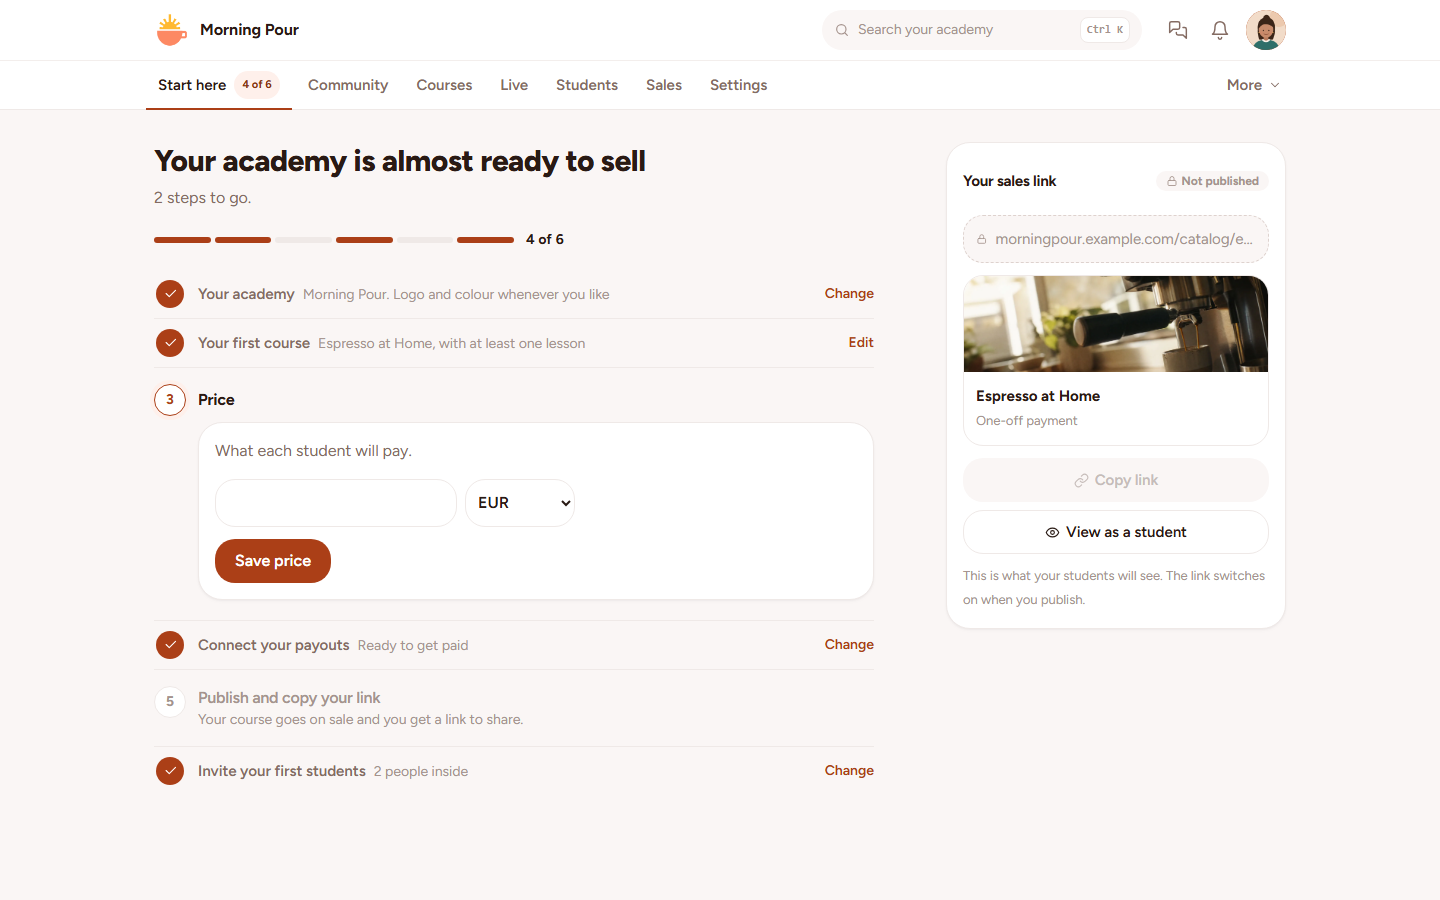 Morning Pour
Search your academy
Ctrl K
Start here
4 of 6
Community
Courses
Live
Students
Sales
Settings
More
Your academy is almost ready to sell
2 steps to go.
4 of 6
Your academy Morning Pour. Logo and colour whenever you like
Change
Your first course Espresso at Home, with at least one lesson
Edit
3
Price
What each student will pay.
EUR
Save price
Connect your payouts Ready to get paid
Change
5
Publish and copy your link
Your course goes on sale and you get a link to share.
Invite your first students 2 people inside
Change
Your sales link
Not published
morningpour.example.com/catalog/e...
Espresso at Home
One-off payment
Copy link
View as a student
This is what your students will see. The link switches
on when you publish.